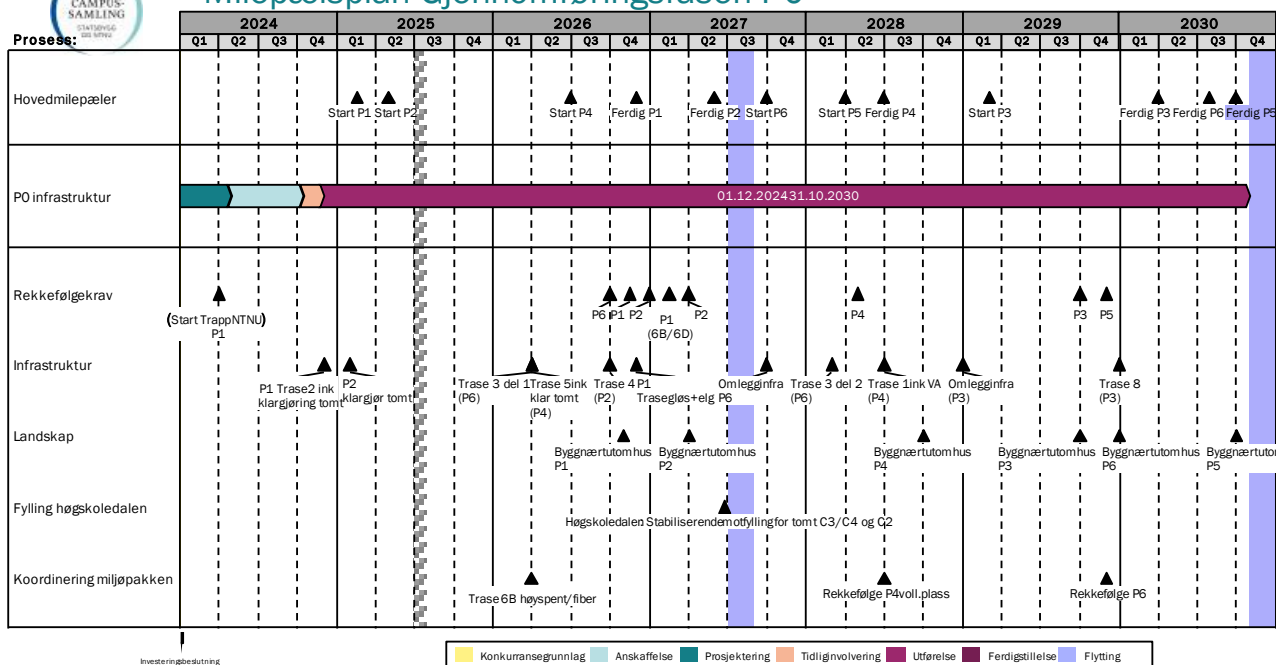 CAMPUS-
SAMLING
STATSBYGG
Milepælsplan Gjennomføringsfasen P0
Prosess:
2024 2025 2026 2027 2028 2029 2030
Q1 Q2 Q3 Q4 Q1 Q2 Q3 Q4 Q1 Q2 Q3 Q4 Q1 Q2 Q3 Q4 Q1 Q2 Q3 Q4 Q1 Q2 Q3 Q4 Q1 Q2 Q3 Q4
Hovedmilepæler
Start P1 Start P2 Start P4 Ferdig P1 Ferdig P2 Start P6 Start P5 Ferdig P4 Start P3 Ferdig P3 Ferdig P6 Ferdig P5
P0 infrastruktur
01.12.202431.10.2030
Rekkefølgekrav
(Start TrappNTNU)
P1
P6 P1 P2
P1
(6B/6D)
P2
P4
P3
P5
Infrastruktur
P1 Trase2 ink
klargjøring tomt
P2
klargjør tomt
Trase 3 del 1
(P6)
Trase 5ink
klar tomt
(P4)
Trase 4
(P2)
P1
Trasegløs+elg P6
Omlegginfra
Trase 3 del 2
(P6)
Trase 1ink VA
(P4)
Omlegginfra
(P3)
Trase 8
(P3)
Landskap
Byggnærtutomhus
P1
Byggnærtutomhus
P2
Byggnærtutomhus
P4
Byggnærtutomhus
P3
Byggnærtutomhus
P6
Byggnærtutom
P5
Fylling høgskoledalen
Høgskoledalen: Stabiliserendemotfylling for tomt C3/C4 og C2
Koordinering miljøpakken
Trase 6B høyspent/fiber
Rekkefølge P4voll.plass
Rekkefølge P6
Investeringsbeslutning
Konkurransegrunnlag Anskaffelse Prosjektering Tidliginvolvering Utførelse Ferdigstillelse Flytting